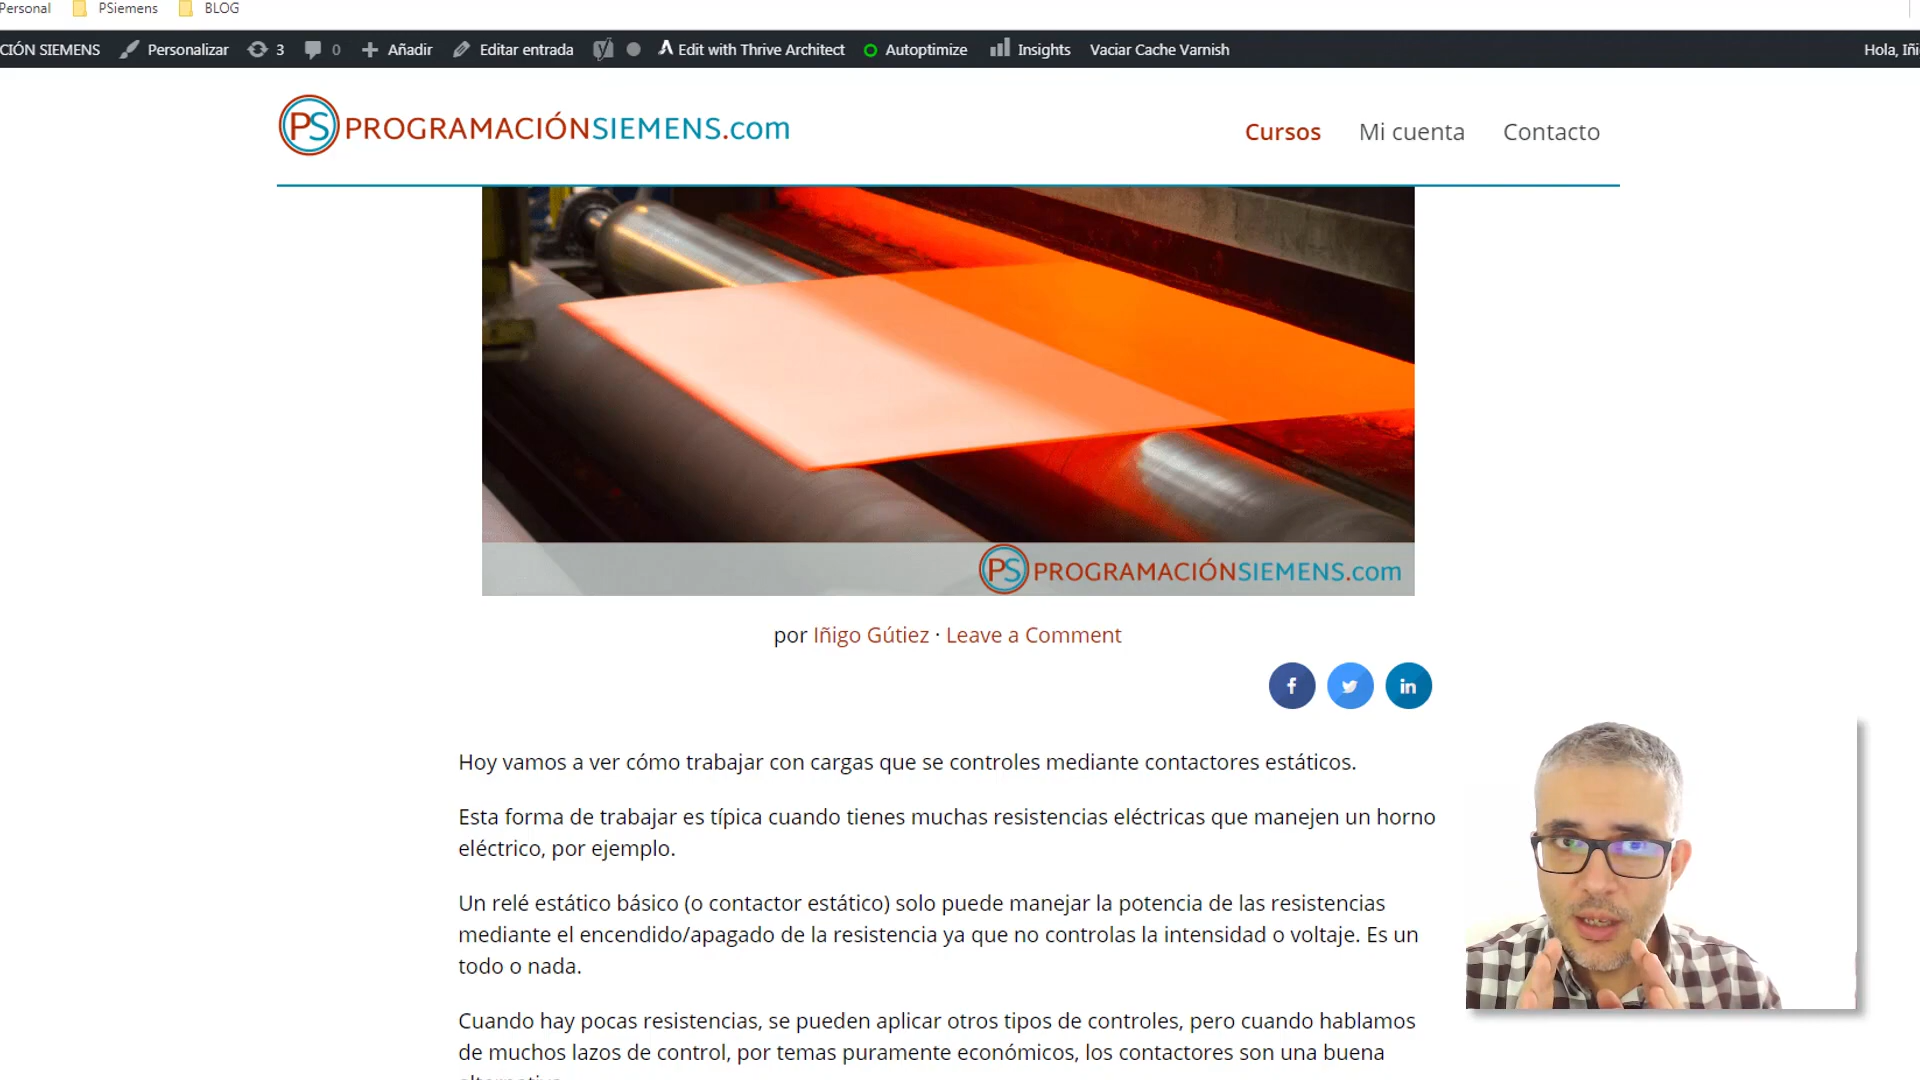 Personal PSiemens BLOG
CIÓN SIEMENS Personalizar 3 0 Añadir Editar entrada Edit with Thrive Architect Autoptimize Insights Vaciar Cache Varnish Hola, Iñi
PS PROGRAMACIÓNSIEMENS.com
Cursos Mi cuenta Contacto
PS PROGRAMACIÓNSIEMENS.com
por Iñigo Gútiez · Leave a Comment
Hoy vamos a ver cómo trabajar con cargas que se controles mediante contactores estáticos.
Esta forma de trabajar es típica cuando tienes muchas resistencias eléctricas que manejen un horno
eléctrico, por ejemplo.
Un relé estático básico (o contactor estático) solo puede manejar la potencia de las resistencias
mediante el encendido/apagado de la resistencia ya que no controlas la intensidad o voltaje. Es un
todo o nada.
Cuando hay pocas resistencias, se pueden aplicar otros tipos de controles, pero cuando hablamos
de muchos lazos de control, por temas puramente económicos, los contactores son una buena